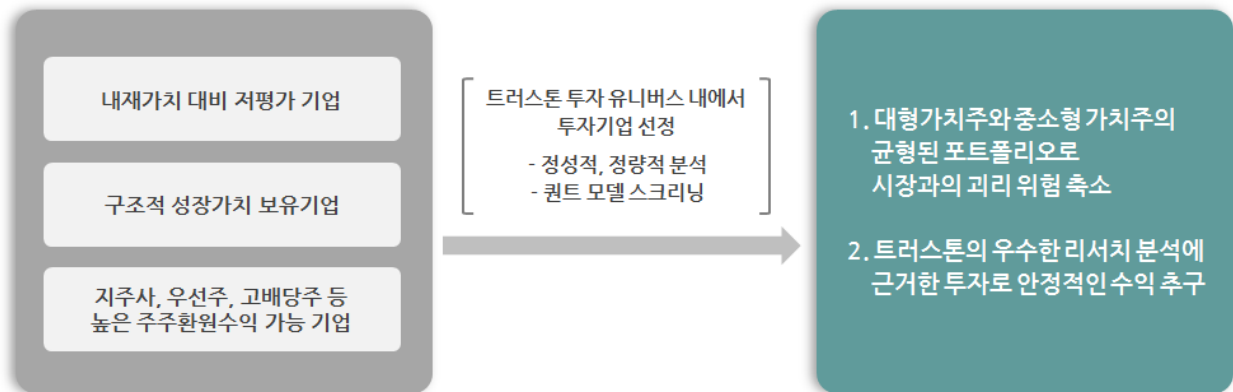 내재가치 대비 저평가 기업
구조적 성장가치 보유기업
지주사, 우선주, 고배당주 등
높은 주주환원수익 가능 기업
트러스톤 투자 유니버스 내에서
투자기업 선정
- 정성적, 정량적 분석
- 퀀트 모델 스크리닝
1. 대형가치주와 중소형 가치주의
균형된 포트폴리오로
시장과의 괴리 위험 축소
2. 트러스톤의 우수한 리서치 분석에
근거한 투자로 안정적인 수익 추구